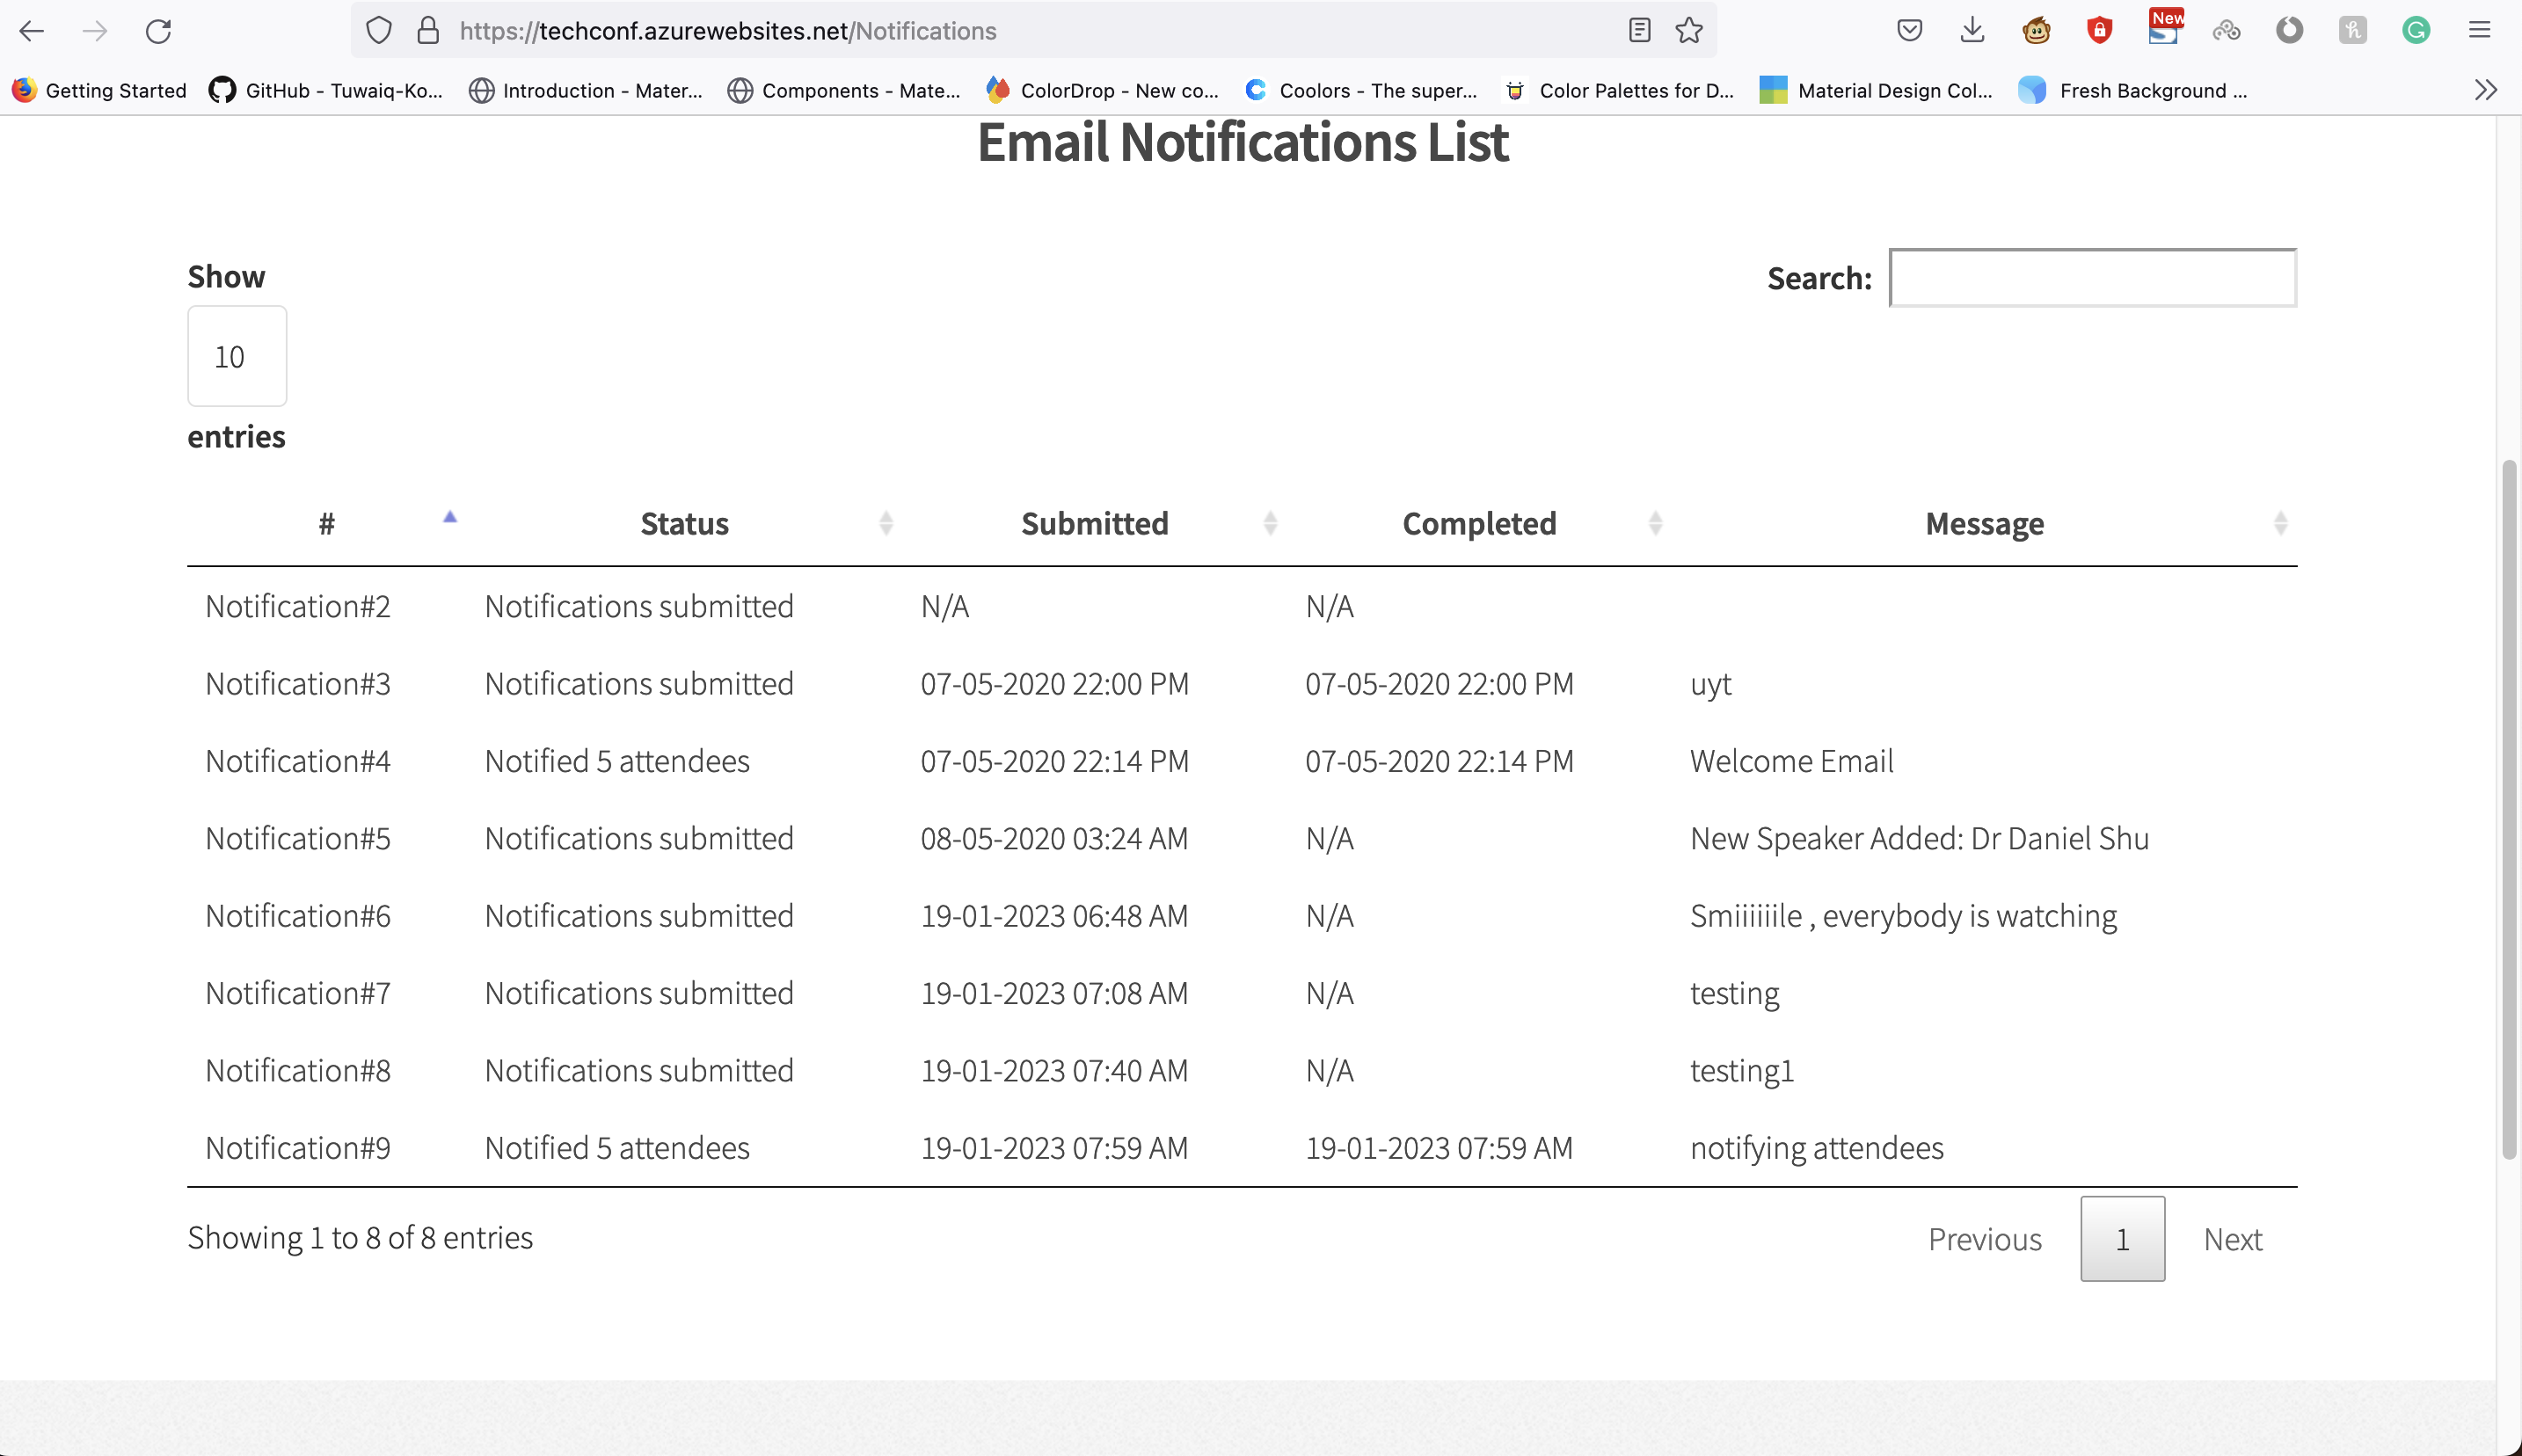 https://techconf.azurewebsites.net/Notifications
New
Getting Started GitHub - Tuwaiq-Ko... Introduction - Mater... Components - Mate... ColorDrop - New co... Coolors - The super... Color Palettes for D... Material Design Col... Fresh Background ...
Email Notifications List
Show
Search:
10
entries
# Status Submitted Completed Message
Notification#2 Notifications submitted N/A N/A
Notification#3 Notifications submitted 07-05-2020 22:00 PM 07-05-2020 22:00 PM uyt
Notification#4 Notified 5 attendees 07-05-2020 22:14 PM 07-05-2020 22:14 PM Welcome Email
Notification#5 Notifications submitted 08-05-2020 03:24 AM N/A New Speaker Added: Dr Daniel Shu
Notification#6 Notifications submitted 19-01-2023 06:48 AM N/A Smiiiiiile , everybody is watching
Notification#7 Notifications submitted 19-01-2023 07:08 AM N/A testing
Notification#8 Notifications submitted 19-01-2023 07:40 AM N/A testing1
Notification#9 Notified 5 attendees 19-01-2023 07:59 AM 19-01-2023 07:59 AM notifying attendees
Showing 1 to 8 of 8 entries
Previous 1 Next